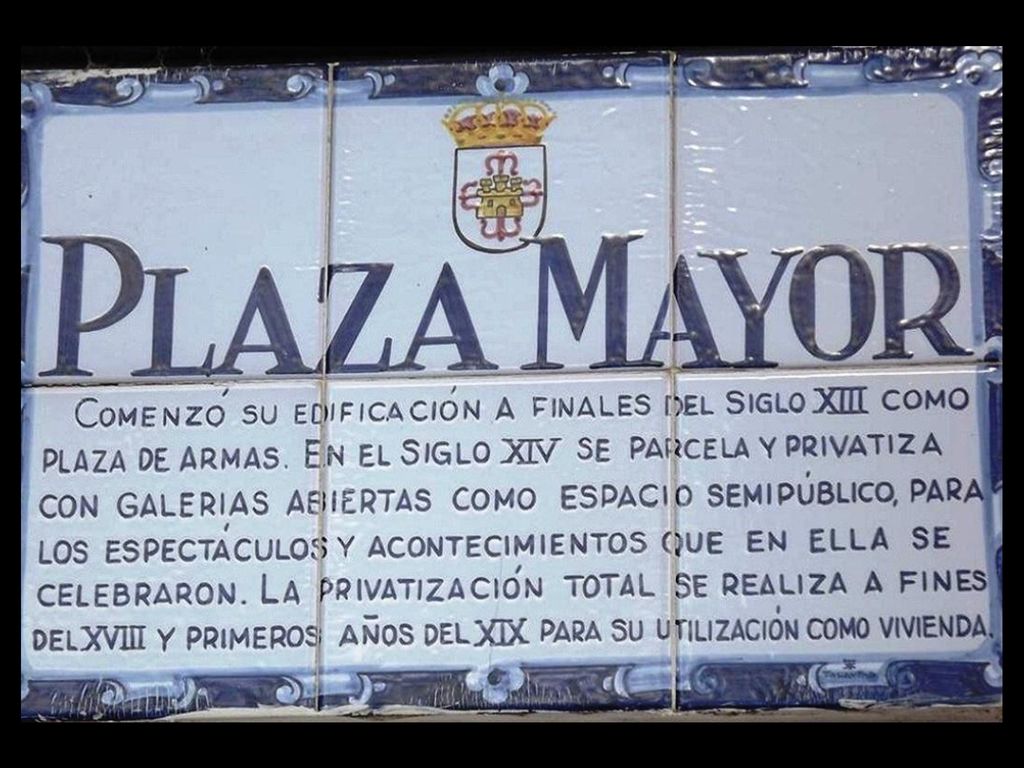 PLAZA MAYOR
COMENZÓ SU EDIFICACIÓN A FINALES DEL SIGLO XIII COMO
PLAZA DE ARMAS. EN EL SIGLO XIV SE PARCELA Y PRIVATIZA
CON GALERIAS ABIERTAS COMO ESPACIO SEMIPÚBLICO, PARA
LOS ESPECTÁCULOS Y ACONTECIMIENTOS QUE EN ELLA SE
CELEBRARON. LA PRIVATIZACIÓN TOTAL SE REALIZA A FINES
DEL XVIII Y PRIMEROS AÑOS DEL XIX PARA SU UTILIZACIÓN COMO VIVIENDA.